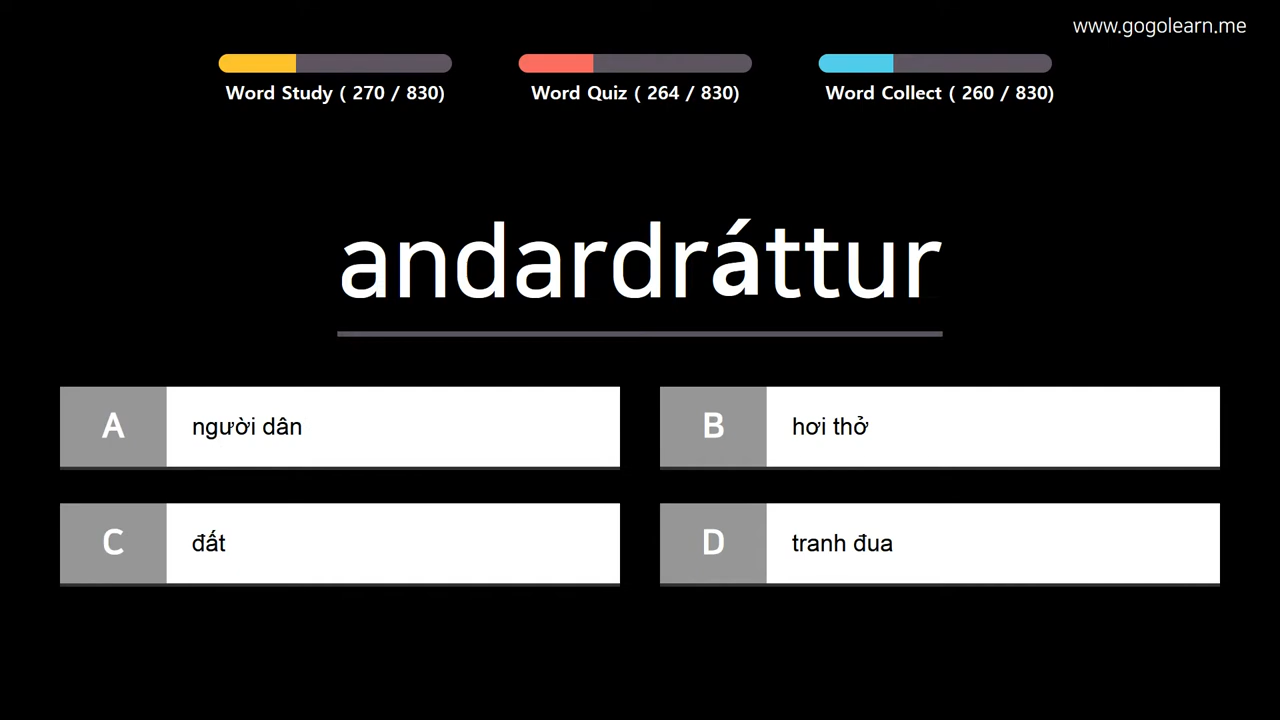 www.gogolearn.me
Word Study ( 270 / 830)
Word Quiz ( 264 / 830)
Word Collect ( 260 / 830)
andardráttur
A người dân
B hơi thở
C đất
D tranh đua